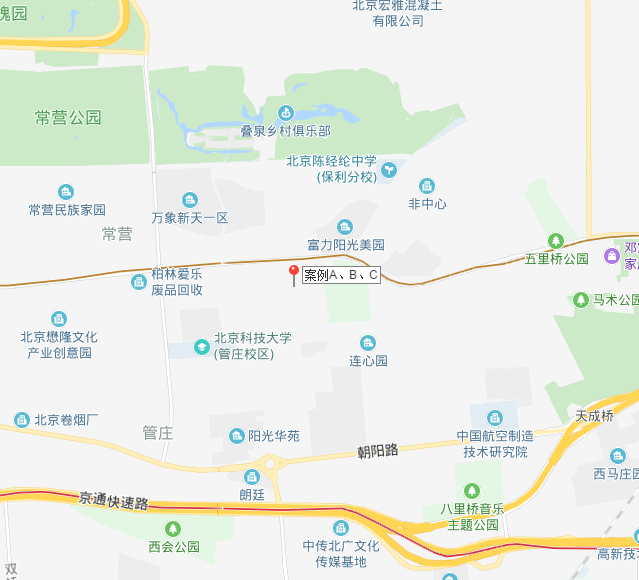 北京宏雅混凝土
有限公司
槐园
常营公园
叠泉乡村俱乐部
北京陈经纶中学
(保利分校)
非中心
常营民族家园
万象新天一区
常营
富力阳光美园
五里桥公园
柏林爱乐
废品回收
案例A、B、C
马术公园
北京懋隆文化
产业创意园
北京科技大学
(管庄校区)
连心园
北京卷烟厂
管庄
阳光华苑
朝阳路
中国航空制造
技术研究院
天成桥
西马庄园
朗廷
京通快速路
八里桥音乐
主题公园
西会公园
中传北广文化
传媒基地
高新技术